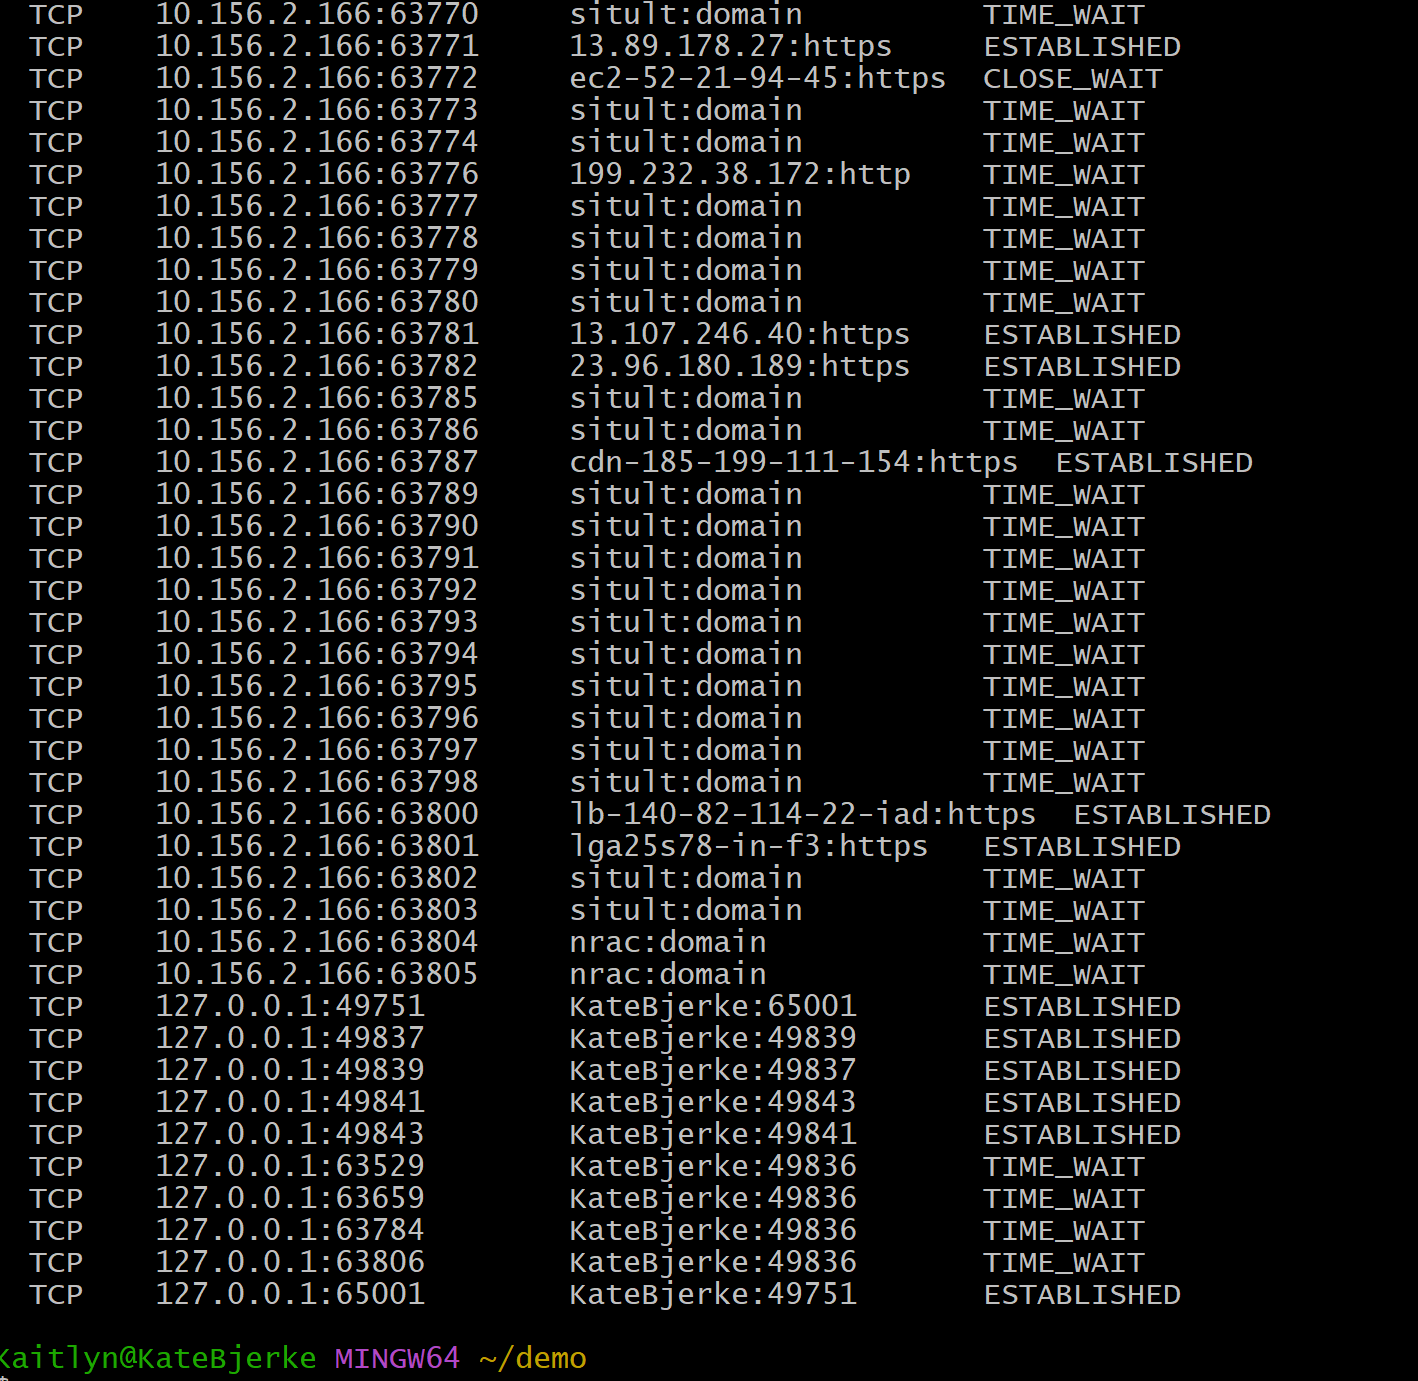 TCP    10.156.2.166:63770     sitult:domain          TIME_WAIT
TCP    10.156.2.166:63771     13.89.178.27:https     ESTABLISHED
TCP    10.156.2.166:63772     ec2-52-21-94-45:https  CLOSE_WAIT
TCP    10.156.2.166:63773     sitult:domain          TIME_WAIT
TCP    10.156.2.166:63774     sitult:domain          TIME_WAIT
TCP    10.156.2.166:63776     199.232.38.172:http    TIME_WAIT
TCP    10.156.2.166:63777     sitult:domain          TIME_WAIT
TCP    10.156.2.166:63778     sitult:domain          TIME_WAIT
TCP    10.156.2.166:63779     sitult:domain          TIME_WAIT
TCP    10.156.2.166:63780     sitult:domain          TIME_WAIT
TCP    10.156.2.166:63781     13.107.246.40:https    ESTABLISHED
TCP    10.156.2.166:63782     23.96.180.189:https    ESTABLISHED
TCP    10.156.2.166:63785     sitult:domain          TIME_WAIT
TCP    10.156.2.166:63786     sitult:domain          TIME_WAIT
TCP    10.156.2.166:63787     cdn-185-199-111-154:https  ESTABLISHED
TCP    10.156.2.166:63789     sitult:domain          TIME_WAIT
TCP    10.156.2.166:63790     sitult:domain          TIME_WAIT
TCP    10.156.2.166:63791     sitult:domain          TIME_WAIT
TCP    10.156.2.166:63792     sitult:domain          TIME_WAIT
TCP    10.156.2.166:63793     sitult:domain          TIME_WAIT
TCP    10.156.2.166:63794     sitult:domain          TIME_WAIT
TCP    10.156.2.166:63795     sitult:domain          TIME_WAIT
TCP    10.156.2.166:63796     sitult:domain          TIME_WAIT
TCP    10.156.2.166:63797     sitult:domain          TIME_WAIT
TCP    10.156.2.166:63798     sitult:domain          TIME_WAIT
TCP    10.156.2.166:63800     lb-140-82-114-22-iad:https  ESTABLISHED
TCP    10.156.2.166:63801     lga25s78-in-f3:https   ESTABLISHED
TCP    10.156.2.166:63802     sitult:domain          TIME_WAIT
TCP    10.156.2.166:63803     sitult:domain          TIME_WAIT
TCP    10.156.2.166:63804     nrac:domain            TIME_WAIT
TCP    10.156.2.166:63805     nrac:domain            TIME_WAIT
TCP    127.0.0.1:49751        KateBjerke:65001       ESTABLISHED
TCP    127.0.0.1:49837        KateBjerke:49839       ESTABLISHED
TCP    127.0.0.1:49839        KateBjerke:49837       ESTABLISHED
TCP    127.0.0.1:49841        KateBjerke:49843       ESTABLISHED
TCP    127.0.0.1:49843        KateBjerke:49841       ESTABLISHED
TCP    127.0.0.1:63529        KateBjerke:49836       TIME_WAIT
TCP    127.0.0.1:63659        KateBjerke:49836       TIME_WAIT
TCP    127.0.0.1:63784        KateBjerke:49836       TIME_WAIT
TCP    127.0.0.1:63806        KateBjerke:49836       TIME_WAIT
TCP    127.0.0.1:65001        KateBjerke:49751       ESTABLISHED
Kaitlyn@KateBjerke MINGW64 ~/demo